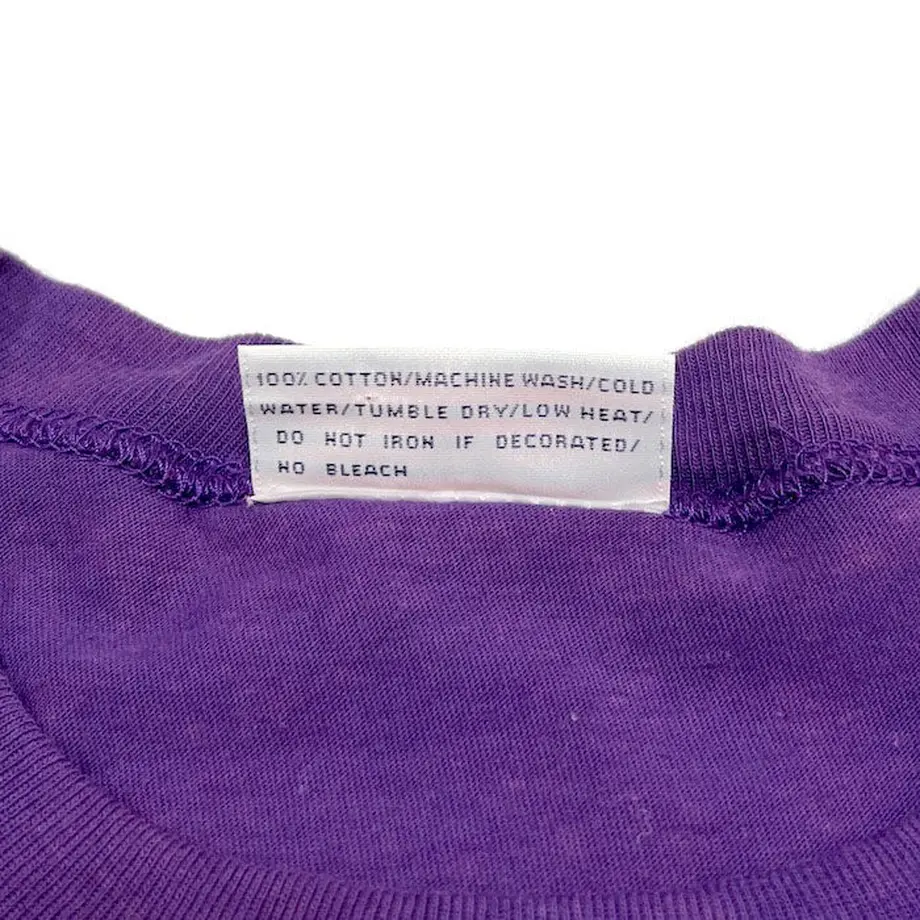 100% COTTON/MACHINE WASH/COLD
WATER/TUMBLE DRY/LOW HEAT/
DO NOT IRON IF DECORATED/
NO BLEACH